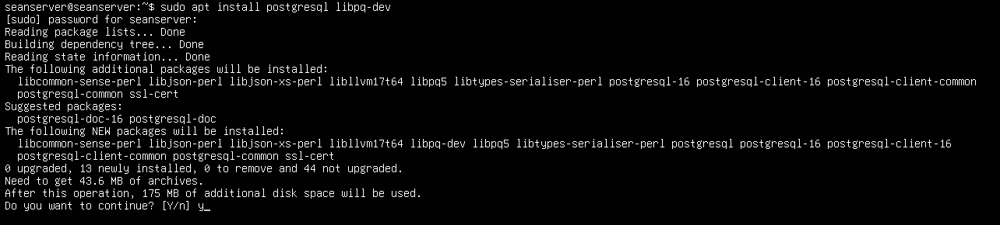 seanserver@seanserver:~$ sudo apt install postgresql libpq-dev
[sudo] password for seanserver:
Reading package lists... Done
Building dependency tree... Done
Reading state information... Done
The following additional packages will be installed:
  libcommon-sense-perl libjson-perl libjson-xs-perl libllvm17t64 libpq5 libtypes-serialiser-perl postgresql-16 postgresql-client-16 postgresql-client-common
  postgresql-common ssl-cert
Suggested packages:
  postgresql-doc-16 postgresql-doc
The following NEW packages will be installed:
  libcommon-sense-perl libjson-perl libjson-xs-perl libllvm17t64 libpq-dev libpq5 libtypes-serialiser-perl postgresql postgresql-16 postgresql-client-16
  postgresql-client-common postgresql-common ssl-cert
0 upgraded, 13 newly installed, 0 to remove and 44 not upgraded.
Need to get 43.6 MB of archives.
After this operation, 175 MB of additional disk space will be used.
Do you want to continue? [Y/n] y_